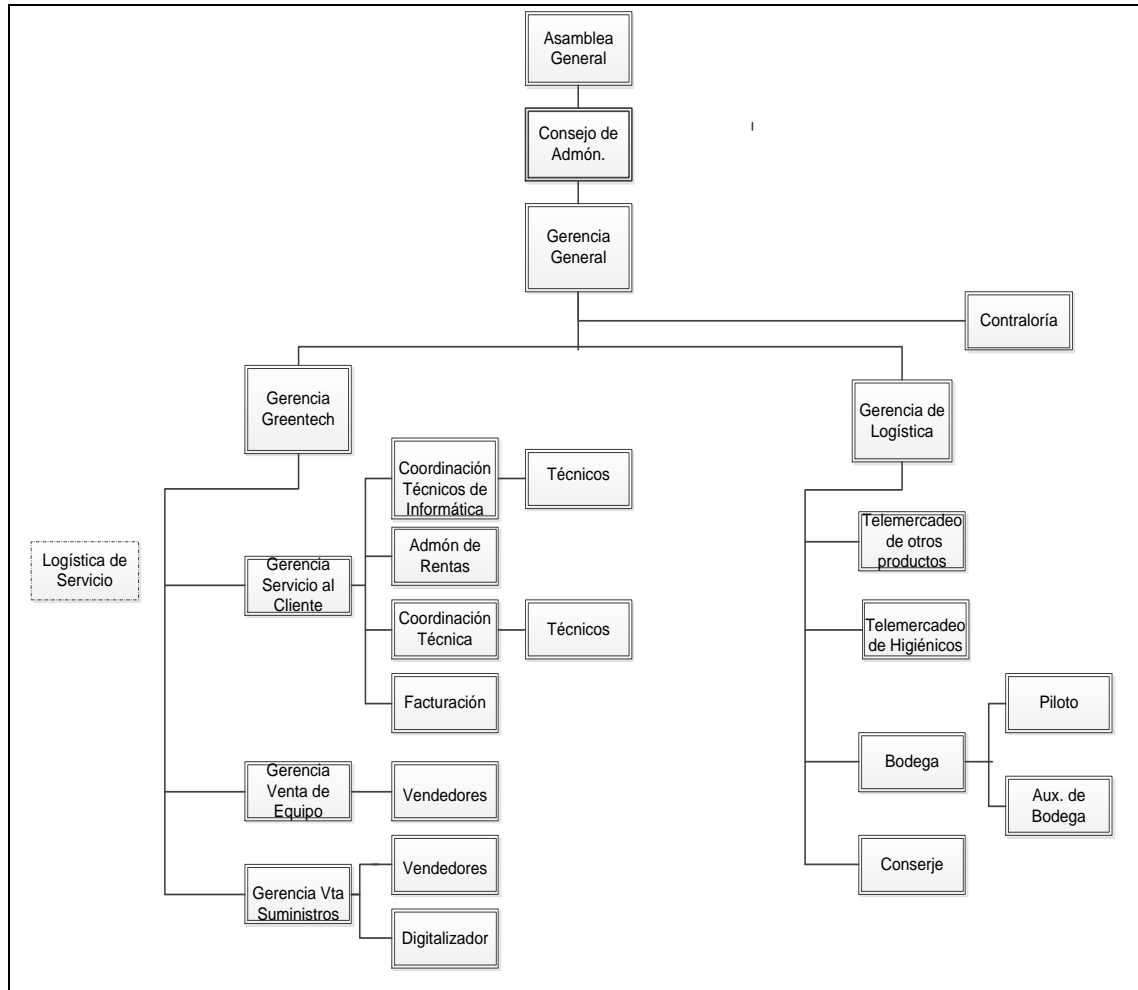 Asamblea
General
Consejo de
Admón.
Gerencia
General
Contraloría
Gerencia
Greentech
Gerencia de
Logística
Coordinación
Técnicos de
Informática
Técnicos
Telemercadeo
de otros
productos
Logística de
Servicio
Gerencia
Servicio al
Cliente
Admón de
Rentas
Coordinación
Técnica
Técnicos
Telemercadeo
de Higiénicos
Facturación
Piloto
Gerencia
Venta de
Equipo
Vendedores
Bodega
Aux. de
Bodega
Vendedores
Conserje
Gerencia Vta
Suministros
Digitalizador